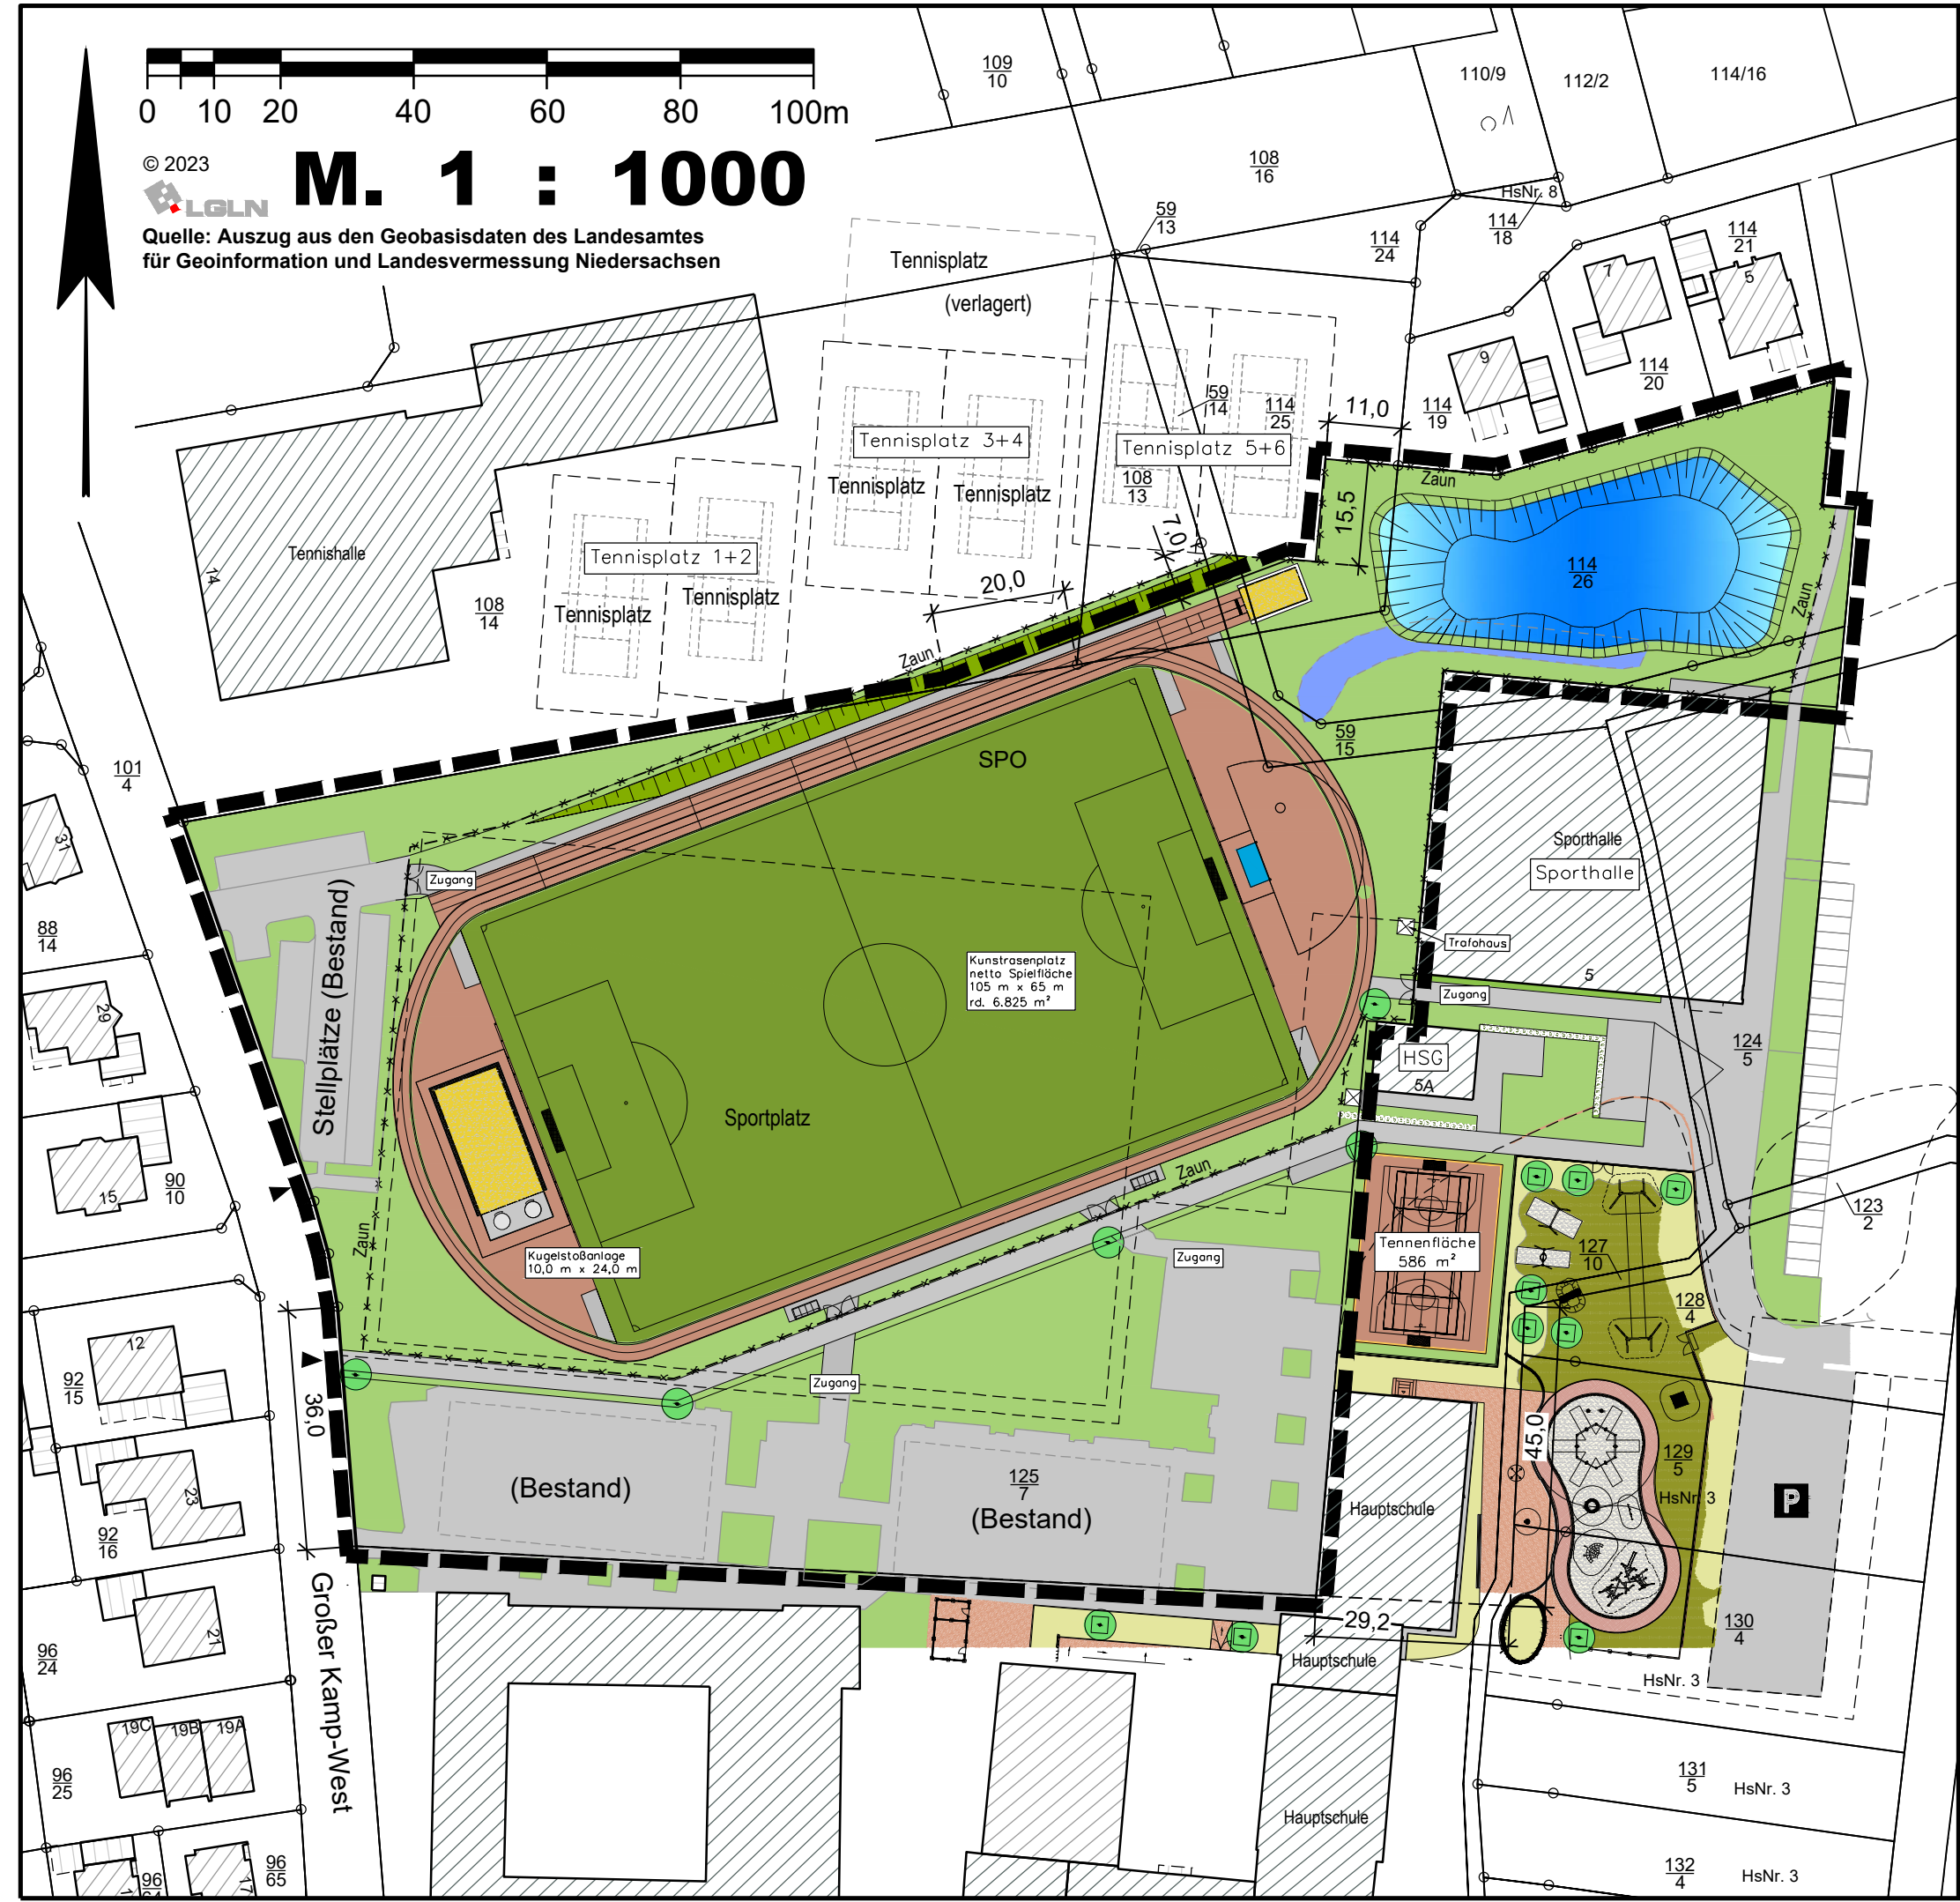 0 10 20 40 60 80 100m
© 2023
LGLN
M. 1 : 1000
Quelle: Auszug aus den Geobasisdaten des Landesamtes
für Geoinformation und Landesvermessung Niedersachsen
109
10
110/9
112/2
114/16
108
16
HsNr. 8
114
18
59
13
114
24
114
21
7
5
9
114
20
114
19
Tennisplatz
(verlagert)
59
14
114
25
11,0
Tennisplatz 3+4
Tennisplatz 5+6
108
13
Tennisplatz
Tennisplatz
Zaun
15,5
7,0
Tennishalle
14
Tennisplatz 1+2
Tennisplatz
Tennisplatz
108
14
20,0
Zaun
114
26
Zaun
59
15
SPO
101
4
31
88
14
29
Zugang
Stellplätze (Bestand)
Sporthalle
Sporthalle
Trafohaus
5
Zugang
Kunstrasenplatz
netto Spielfläche
105 m x 65 m
rd. 6.825 m²
HSG
5A
124
5
Sportplatz
90
10
15
Zaun
Zaun
123
2
Kugelstoßanlage
10,0 m x 24,0 m
Zugang
Tennenfläche
586 m²
127
10
128
4
12
92
15
36,0
Zugang
45,0
129
5
HsNr. 3
P
23
92
16
(Bestand)
125
7
(Bestand)
Hauptschule
21
96
24
Großer Kamp-West
29,2
130
4
Hauptschule
HsNr. 3
19C
19B
19A
96
25
131
5
HsNr. 3
Hauptschule
96
65
17
96
132
4
HsNr. 3